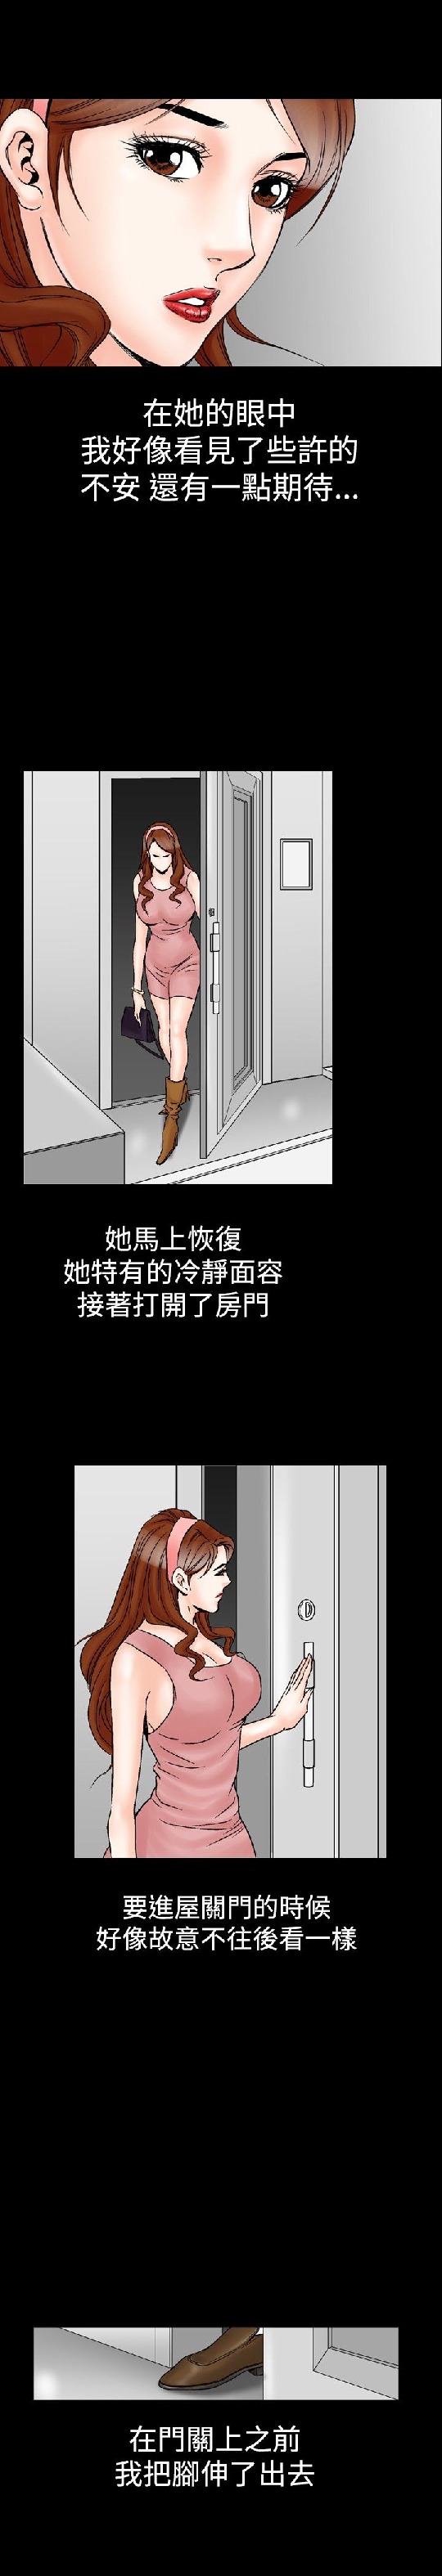 在她的眼中
我好像看見了些許的
不安 還有一點期待...
她馬上恢復
她特有的冷靜面容
接著打開了房門
要進屋關門的時候
好像故意不往後看一樣
在門關上之前
我把腳伸了出去